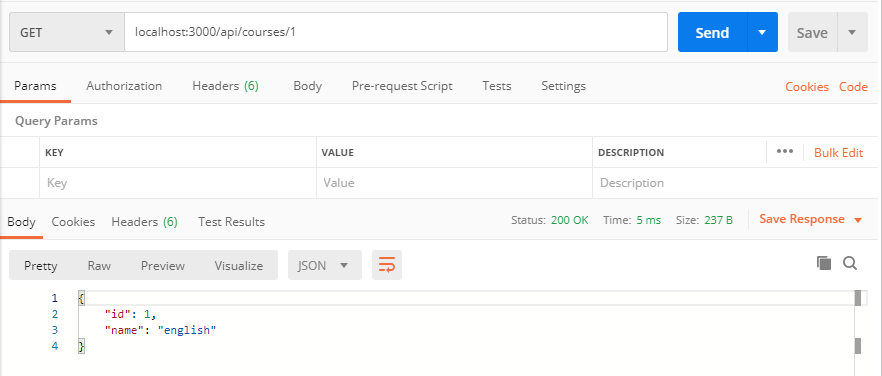 GET localhost:3000/api/courses/1 Send Save
Params Authorization Headers (6) Body Pre-request Script Tests Settings Cookies Code
Query Params
KEY VALUE DESCRIPTION ••• Bulk Edit
Key Value Description
Body Cookies Headers (6) Test Results Status: 200 OK Time: 5 ms Size: 237 B Save Response
Pretty Raw Preview Visualize JSON
1 {
2 "id": 1,
3 "name": "english"
4 }